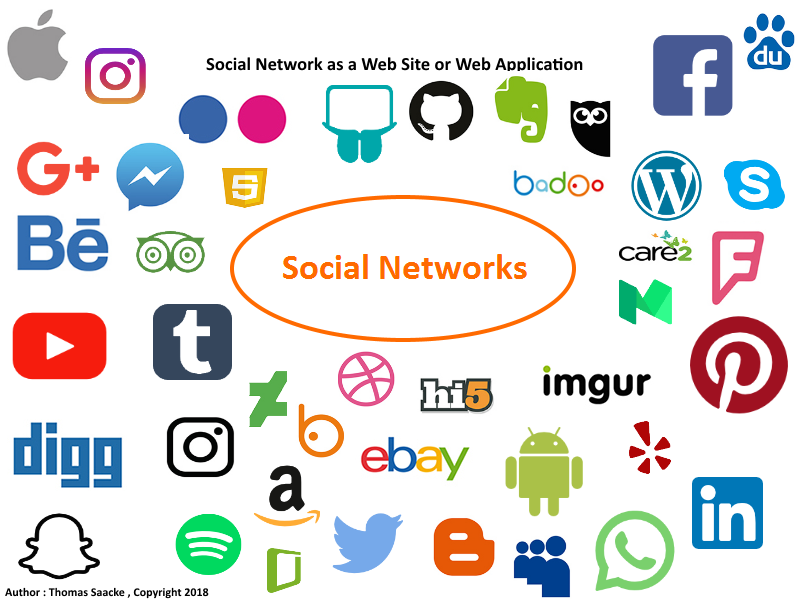 du
Social Network as a Web Site or Web Application
f
G+
5
badoo
W
S
Bē
care2
F
Social Networks
M
t
P
hi5
imgur
b
digg
ebay
a
in
B
Author : Thomas Saacke , Copyright 2018